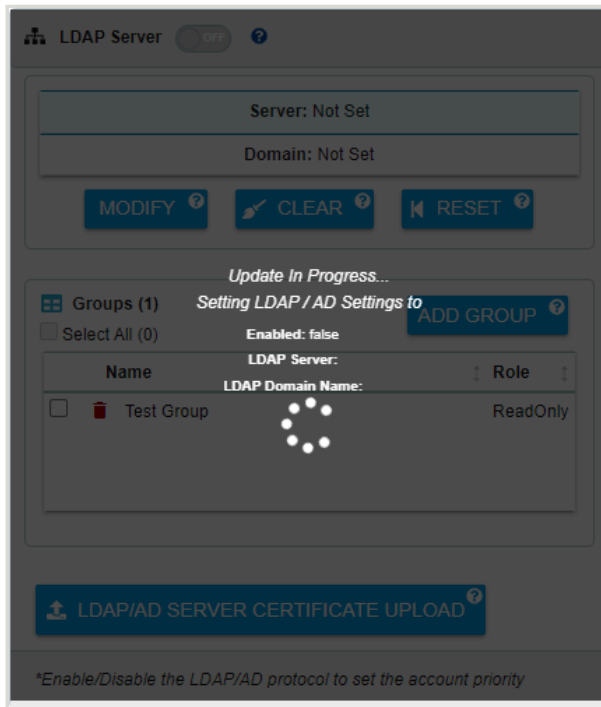 LDAP Server OFF ?
Server: Not Set
Domain: Not Set
MODIFY ? CLEAR ? RESET ?
Update In Progress...
Setting LDAP / AD Settings to
Groups (1)
ADD GROUP ?
Select All (0)
Enabled: false
LDAP Server:
Name Role
LDAP Domain Name:
Test Group ReadOnly
LDAP/AD SERVER CERTIFICATE UPLOAD ?
*Enable/Disable the LDAP/AD protocol to set the account priority